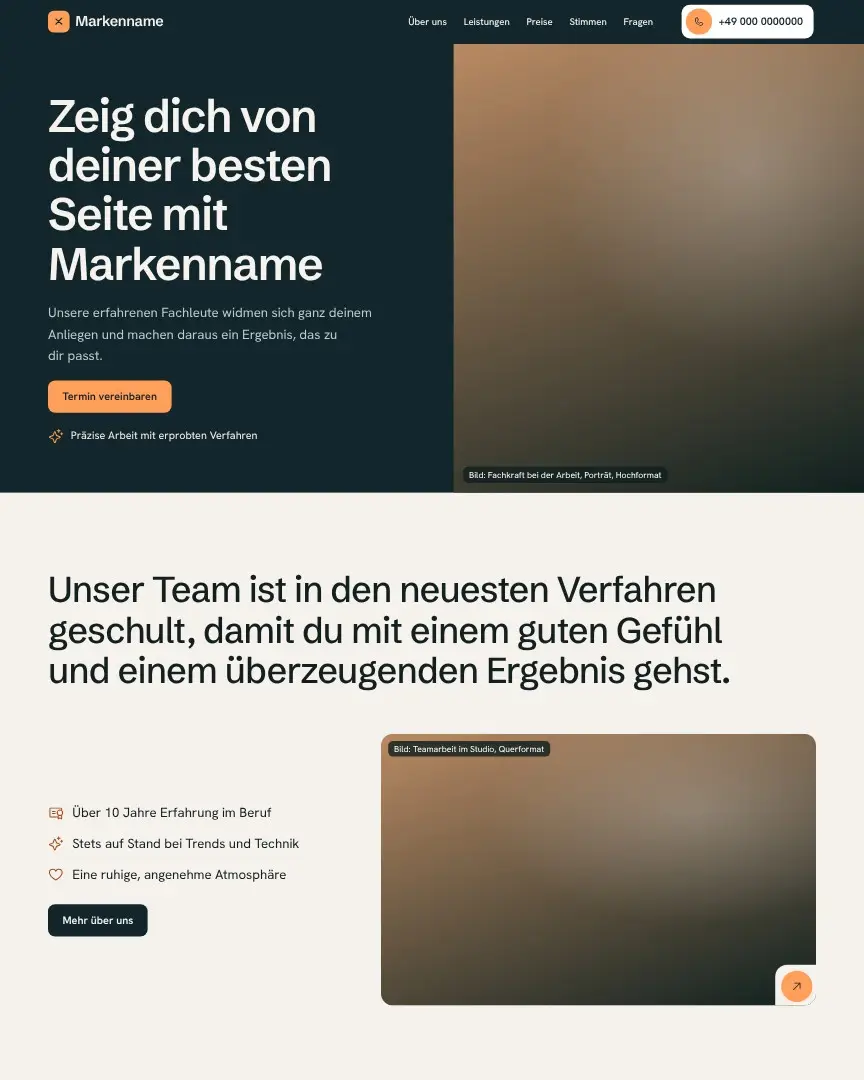 Markenname
Über uns
Leistungen
Preise
Stimmen
Fragen
+49 000 0000000
Zeig dich von
deiner besten
Seite mit
Markenname
Unsere erfahrenen Fachleute widmen sich ganz deinem
Anliegen und machen daraus ein Ergebnis, das zu
dir passt.
Termin vereinbaren
Präzise Arbeit mit erprobten Verfahren
Bild: Fachkraft bei der Arbeit, Porträt, Hochformat
Unser Team ist in den neuesten Verfahren
geschult, damit du mit einem guten Gefühl
und einem überzeugenden Ergebnis gehst.
Bild: Teamarbeit im Studio, Querformat
Über 10 Jahre Erfahrung im Beruf
Stets auf Stand bei Trends und Technik
Eine ruhige, angenehme Atmosphäre
Mehr über uns